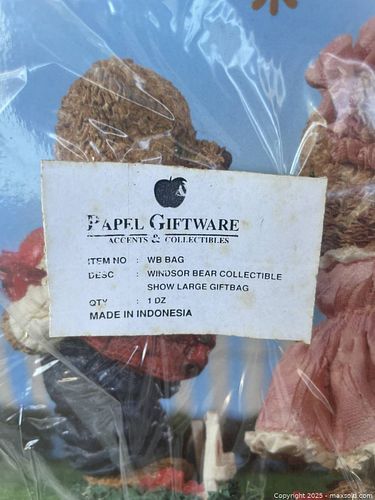 PAPEL GIFTWARE
ACCENTS & COLLECTIBLES
ITEM NO : WB BAG
DESC : WINDSOR BEAR COLLECTIBLE
SHOW LARGE GIFTBAG
QTY : 1 DZ
MADE IN INDONESIA
Copyright 2025 - maxsold.com